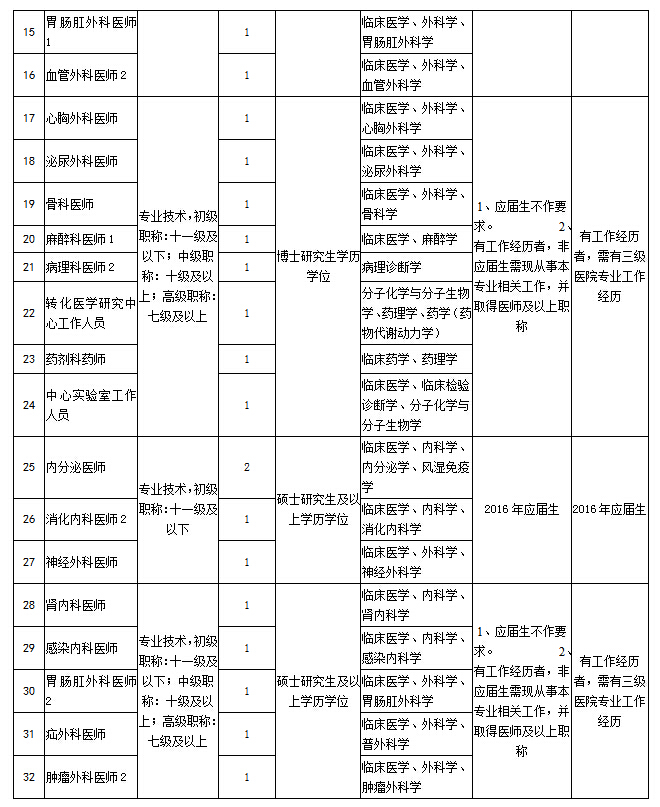 15 胃肠肛外科医师 1 1 临床医学、外科学、
胃肠肛外科学
16 血管外科医师 2 1 临床医学、外科学、
血管外科学
17 心胸外科医师 1 临床医学、外科学、
心胸外科学
18 泌尿外科医师 1 临床医学、外科学、
泌尿外科学
19 骨科医师 1 临床医学、外科学、
骨科学
20 麻醉科医师 1 1 临床医学、麻醉学
21 病理科医师 2 1 病理诊断学
22 转化医学研究中
心工作人员 1 分子化学与分子生物
学、药理学、药学(药
物代谢动力学)
23 药剂科药师 1 临床药学、药理学
24 中心实验室工作
人员 1 临床医学、临床检验
诊断学、分子化学与
分子生物学
专业技术,初级
职称:十一级及
以下;中级职
称:十级及以
上;高级职称:
七级及以上
博士研究生学历
学位
1、应届生不作要
求。 2、
有工作经历者,非
应届生需现从事本
专业相关工作,并
取得医师及以上职
称
有工作经历
者,需有三级
医院专业工作
经历
25 内分泌医师 2 临床医学、内科学、
内分泌学、风湿免疫
学
26 消化内科医师 2 1 临床医学、内科学、
消化内科学
27 神经外科医师 1 临床医学、外科学、
神经外科学
专业技术,初级
职称:十一级及
以下
硕士研究生及以
上学历学位
2016 年应届生
2016 年应届生
28 肾内科医师 1 临床医学、内科学、
肾内科学
29 感染内科医师 1 临床医学、内科学、
感染内科学
30 胃肠肛外科医师
2 1 临床医学、外科学、
胃肠肛外科学
31 疝外科医师 1 临床医学、外科学、
普外科学
32 肿瘤外科医师 2 1 临床医学、外科学、
肿瘤外科学
专业技术,初级
职称:十一级及
以下;中级职
称:十级及以
上;高级职称:
七级及以上
硕士研究生及以
上学历学位
1、应届生不作要
求。 2、
有工作经历者,非
应届生需现从事本
专业相关工作,并
取得医师及以上职
称
有工作经历
者,需有三级
医院专业工作
经历